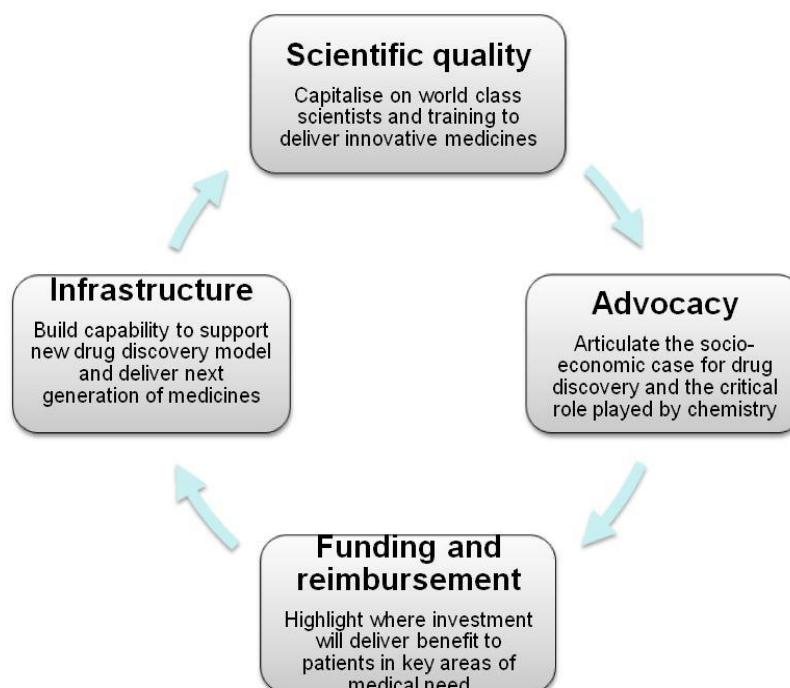 Scientific quality
Capitalise on world class
scientists and training to
deliver innovative medicines
Infrastructure
Build capability to support
new drug discovery model
and deliver next
generation of medicines
Advocacy
Articulate the socio-
economic case for drug
discovery and the critical
role played by chemistry
Funding and
reimbursement
Highlight where investment
will deliver benefit to
patients in key areas of
medical need